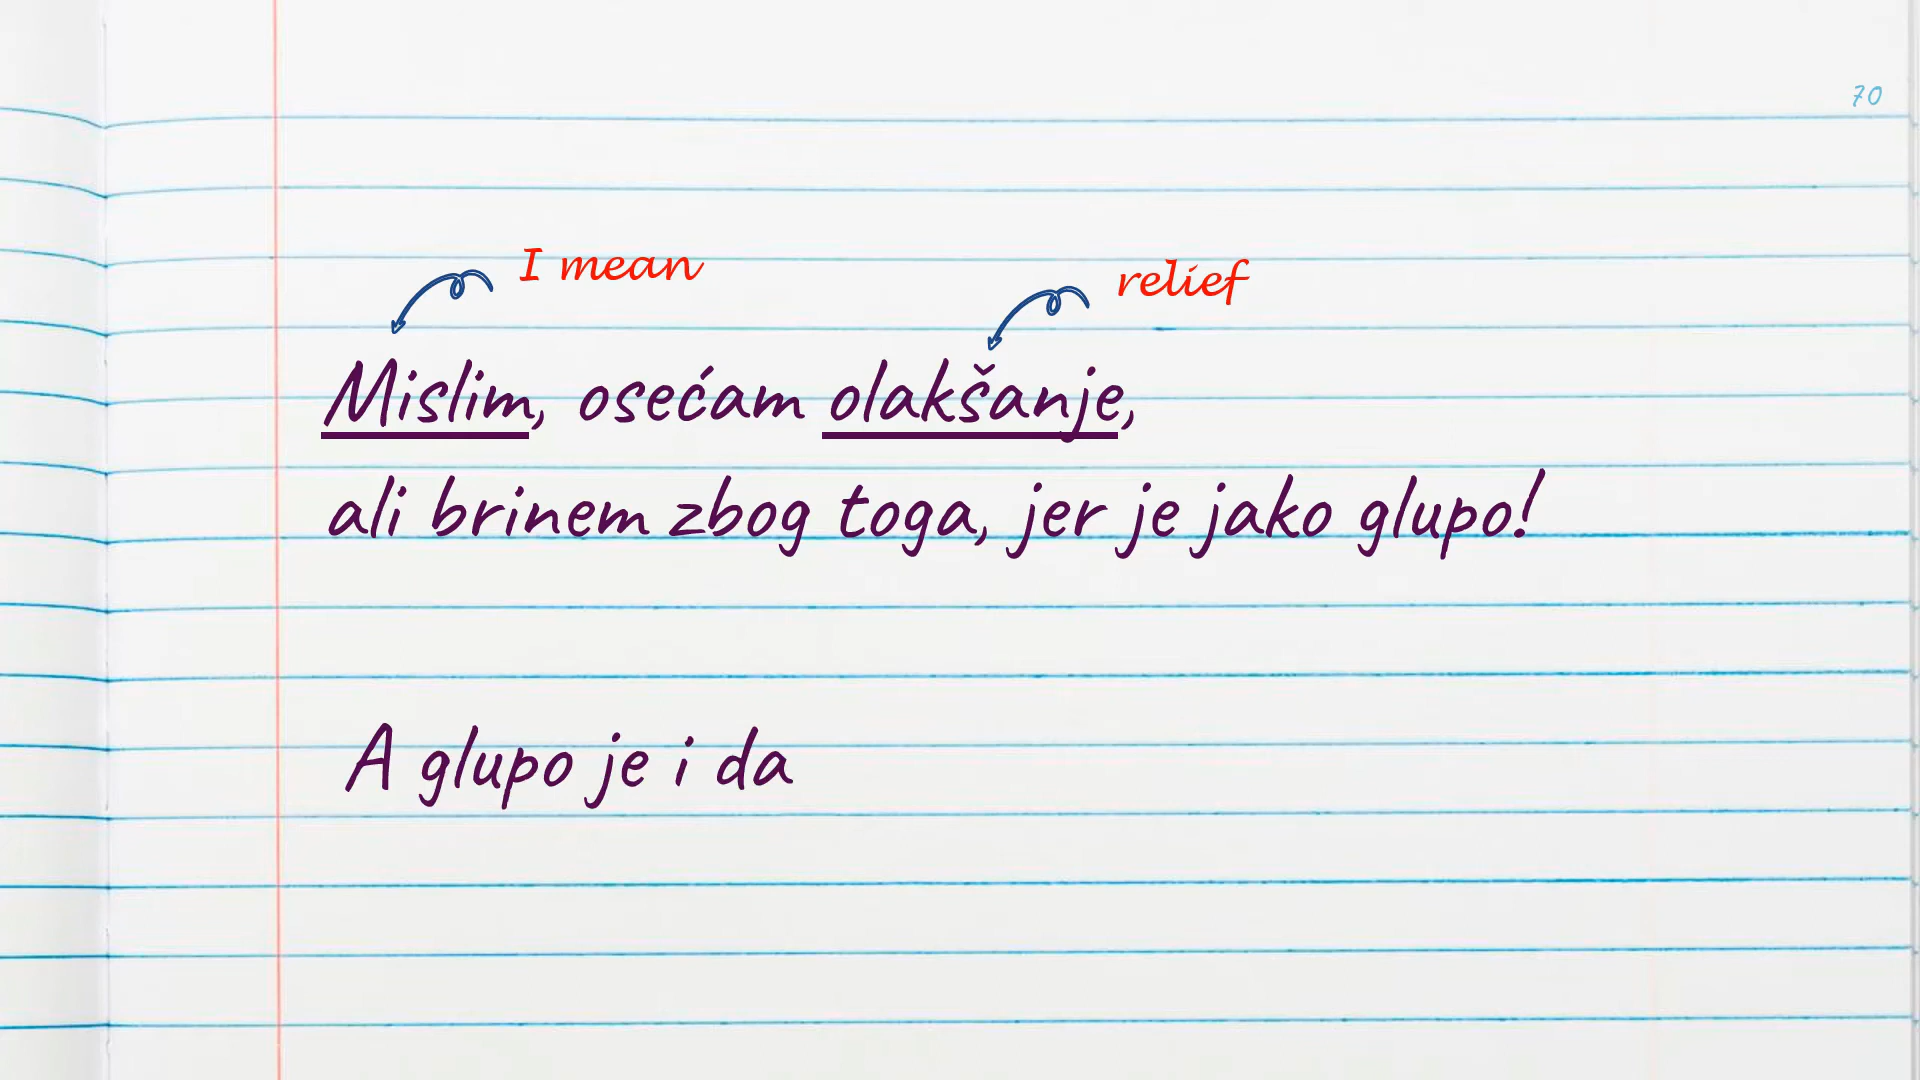 70
I mean
relief
Mislim, osećam olakšanje,
ali brinem zbog toga, jer je jako glupo!
A glupo je i da